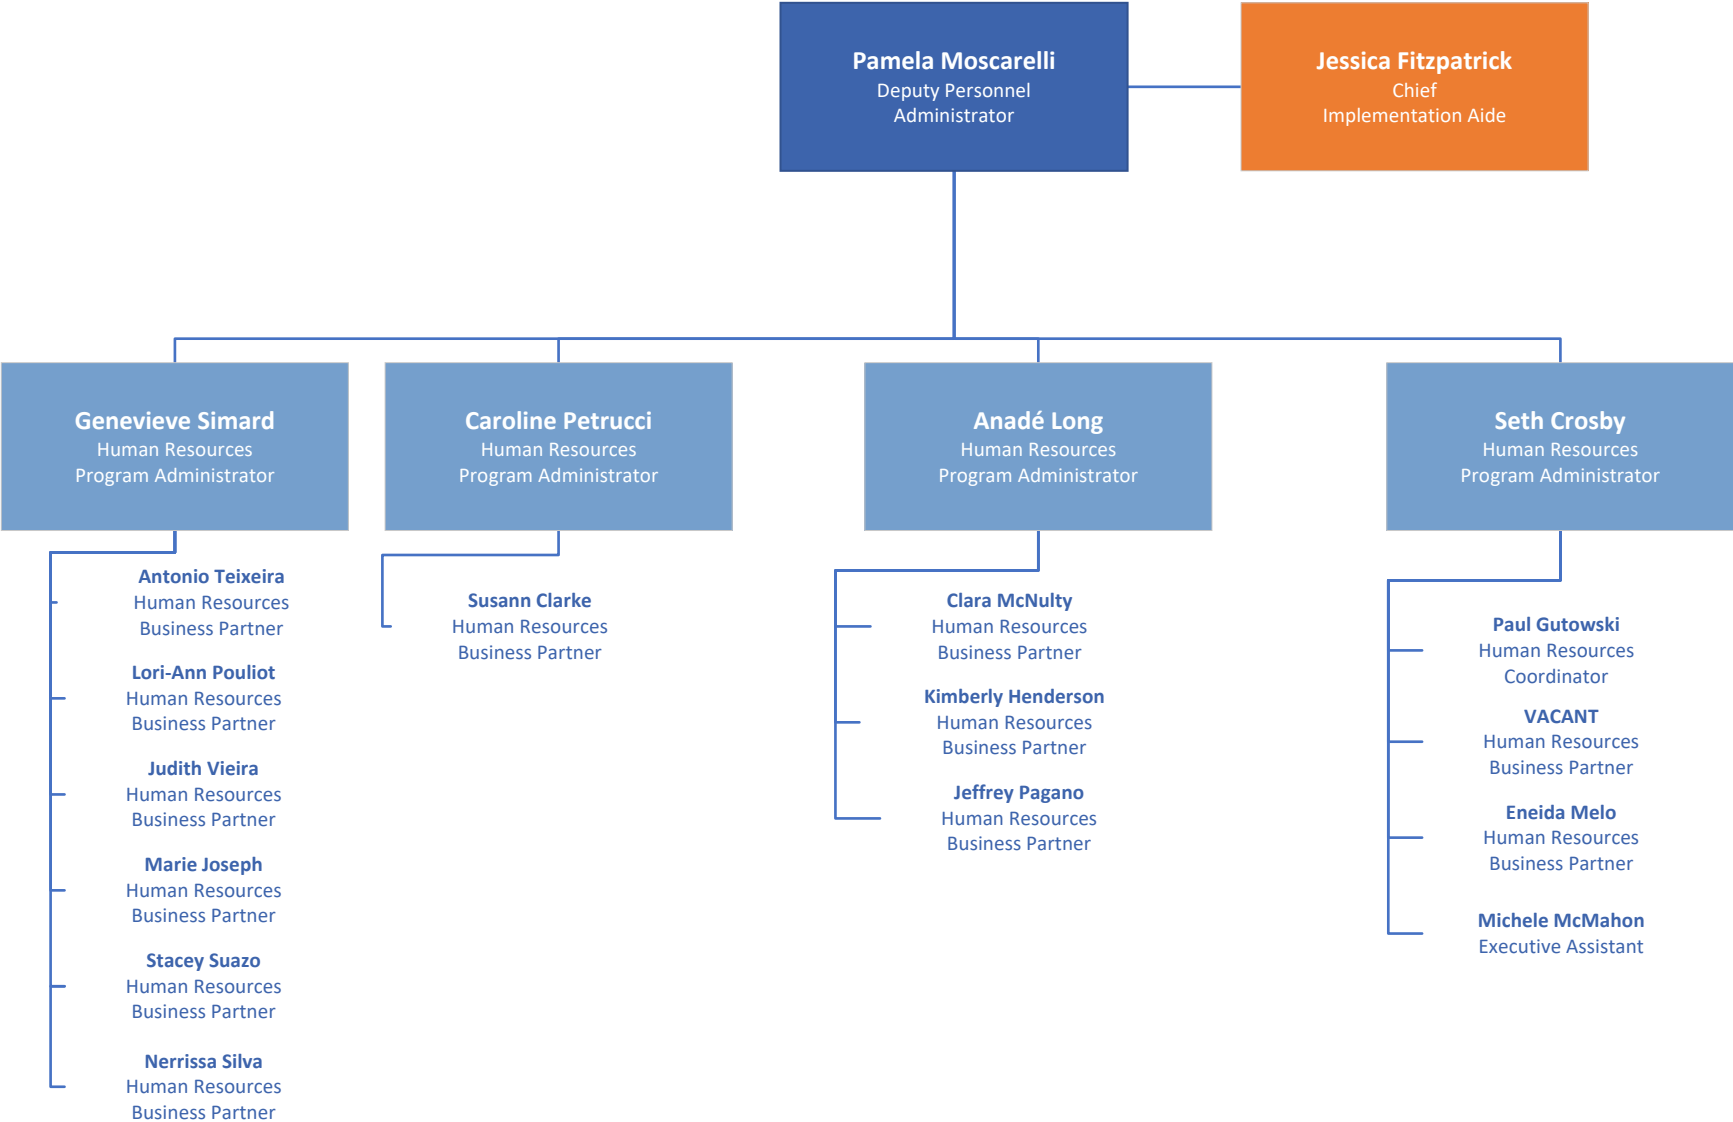 Pamela Moscarelli
Deputy Personnel
Administrator
Jessica Fitzpatrick
Chief
Implementation Aide
Genevieve Simard
Human Resources
Program Administrator
Caroline Petrucci
Human Resources
Program Administrator
Anadé Long
Human Resources
Program Administrator
Seth Crosby
Human Resources
Program Administrator
Antonio Teixeira
Human Resources
Business Partner
Lori-Ann Pouliot
Human Resources
Business Partner
Judith Vieira
Human Resources
Business Partner
Marie Joseph
Human Resources
Business Partner
Stacey Suazo
Human Resources
Business Partner
Nerrissa Silva
Human Resources
Business Partner
Susann Clarke
Human Resources
Business Partner
Clara McNulty
Human Resources
Business Partner
Kimberly Henderson
Human Resources
Business Partner
Jeffrey Pagano
Human Resources
Business Partner
Paul Gutowski
Human Resources
Coordinator
VACANT
Human Resources
Business Partner
Eneida Melo
Human Resources
Business Partner
Michele McMahon
Executive Assistant